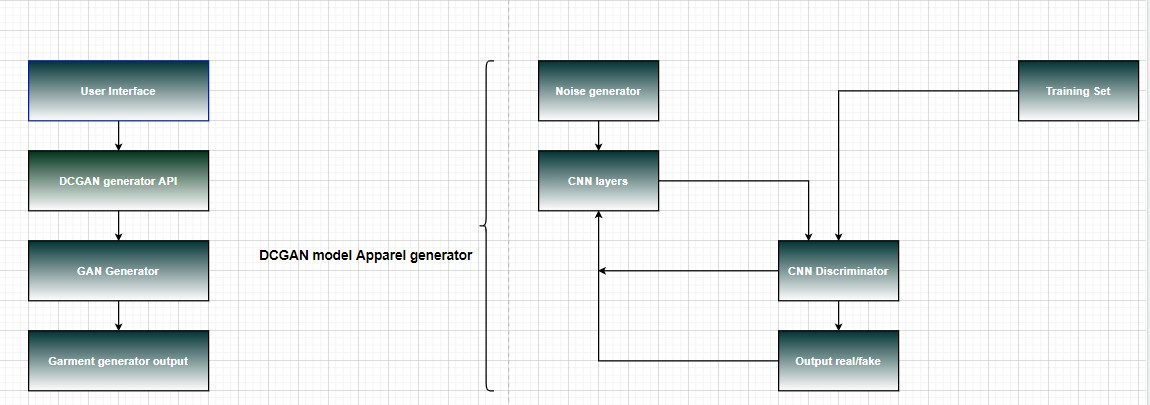 User Interface
DCGAN generator API
GAN Generator
Garment generator output
DCGAN model Apparel generator
Noise generator
CNN layers
Training Set
CNN Discriminator
Output real/fake